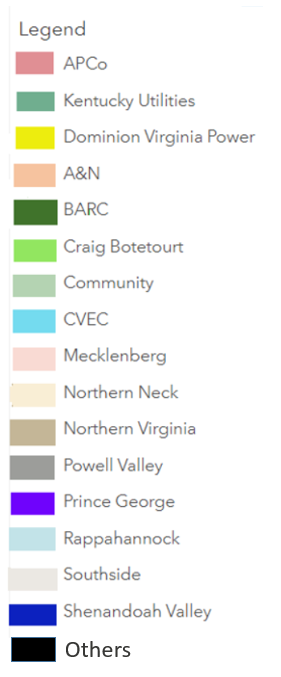 Legend
APCo
Kentucky Utilities
Dominion Virginia Power
A&N
BARC
Craig Botetourt
Community
CVEC
Mecklenberg
Northern Neck
Northern Virginia
Powell Valley
Prince George
Rappahannock
Southside
Shenandoah Valley
Others